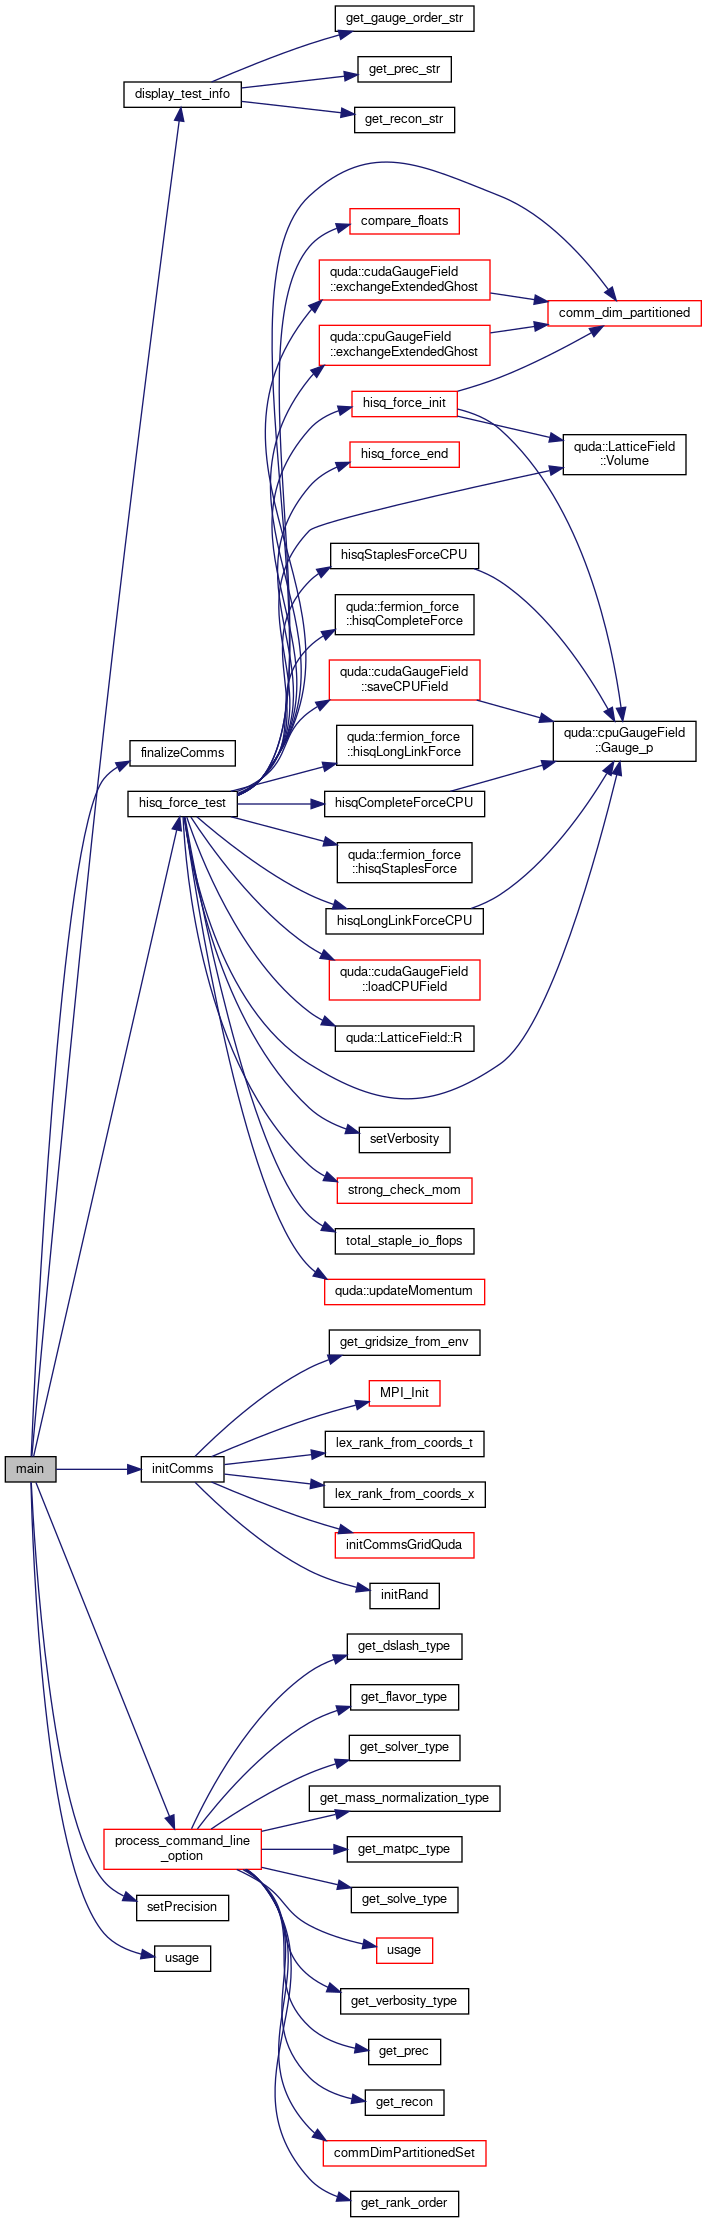 get_gauge_order_str
get_prec_str
display_test_info
get_recon_str
compare_floats
quda::cudaGaugeField
::exchangeExtendedGhost
comm_dim_partitioned
quda::cpuGaugeField
::exchangeExtendedGhost
hisq_force_init
quda::LatticeField
::Volume
hisq_force_end
hisqStaplesForceCPU
quda::fermion_force
::hisqCompleteForce
quda::cudaGaugeField
::saveCPUField
quda::cpuGaugeField
::Gauge_p
finalizeComms
quda::fermion_force
::hisqLongLinkForce
hisq_force_test
hisqCompleteForceCPU
quda::fermion_force
::hisqStaplesForce
hisqLongLinkForceCPU
quda::cudaGaugeField
::loadCPUField
quda::LatticeField::R
setVerbosity
strong_check_mom
total_staple_io_flops
quda::updateMomentum
get_gridsize_from_env
MPI_Init
lex_rank_from_coords_t
main
initComms
lex_rank_from_coords_x
initCommsGridQuda
initRand
get_dslash_type
get_flavor_type
get_solver_type
get_mass_normalization_type
process_command_line
_option
get_matpc_type
get_solve_type
setPrecision
usage
usage
get_verbosity_type
get_prec
get_recon
commDimPartitionedSet
get_rank_order